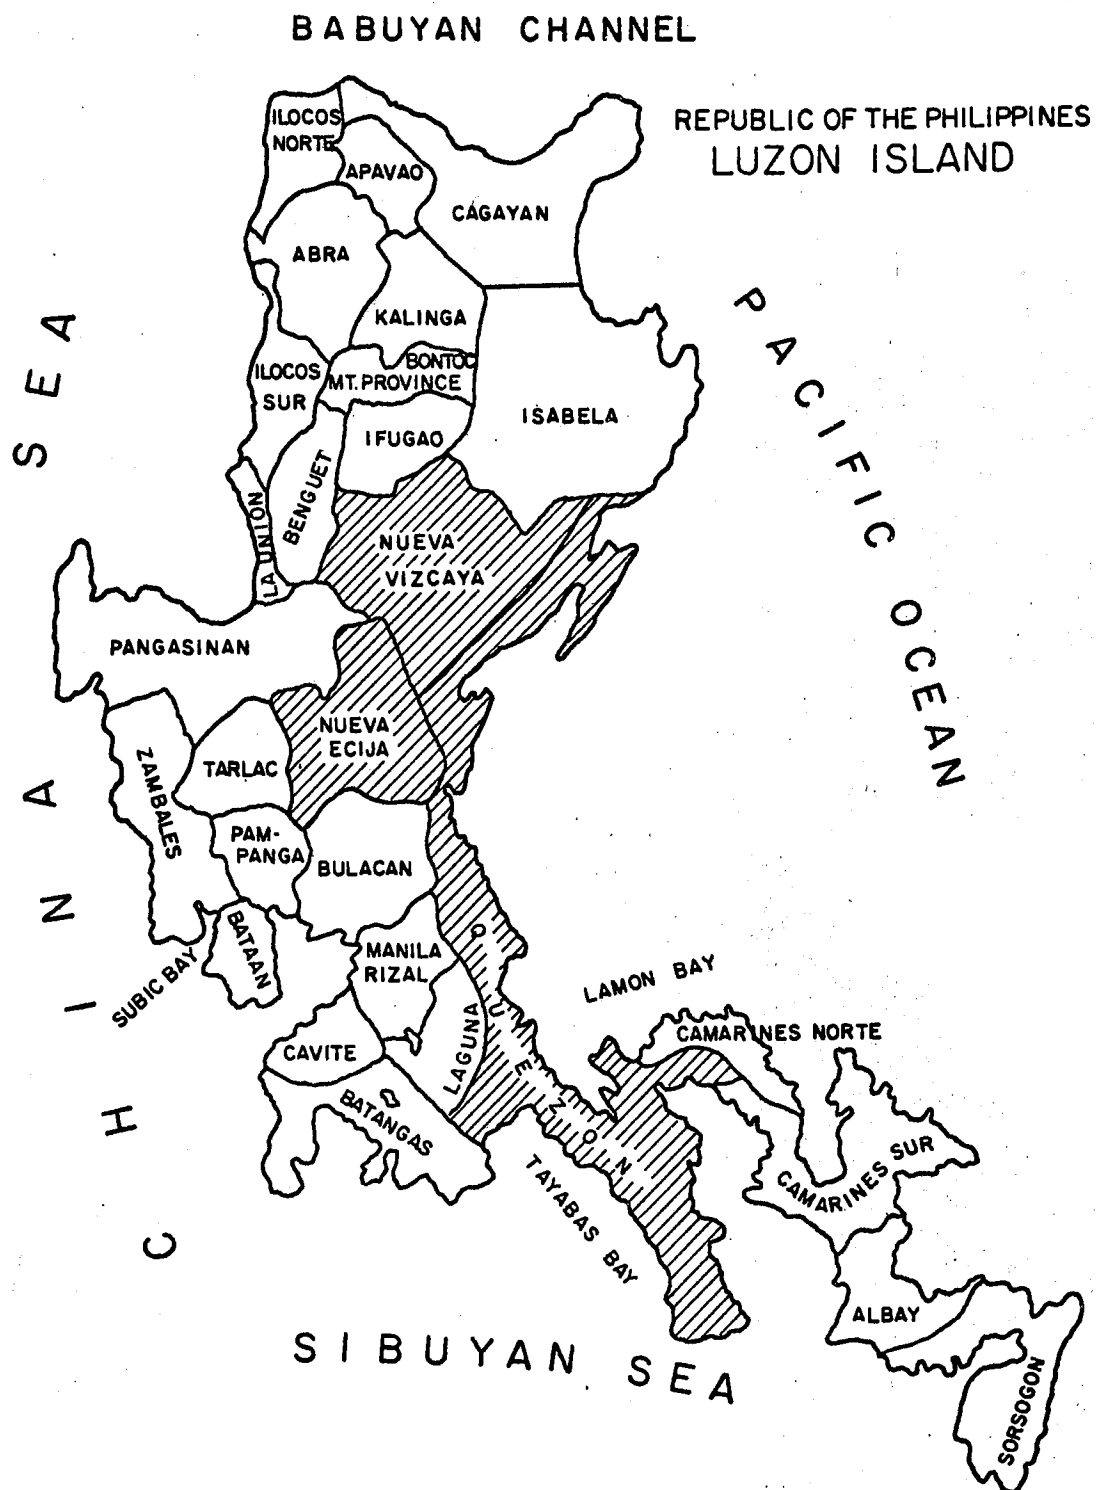 BABUYAN CHANNEL
REPUBLIC OF THE PHILIPPINES
LUZON ISLAND
ILOCOS
NORTE
APAVAO
CAGAYAN
ABRA
KALINGA
BONTOC
MT. PROVINCE
ILOCOS
SUR
IFUGAO
ISABELA
BENGUET
LA UNION
NUEVA
VIZCAYA
PANGASINAN
NUEVA
ECIJA
TARLAC
ZAMBALES
PAM-
PANGA
BULACAN
BATAAN
SUBIC BAY
MANILA
RIZAL
LAGUNA
CAVITE
BATANGAS
QUEZON
TAYABAS BAY
LAMON BAY
CAMARINES NORTE
CAMARINES SUR
ALBAY
SORSOGON
CHINA SEA
PACIFIC OCEAN
SIBUYAN SEA